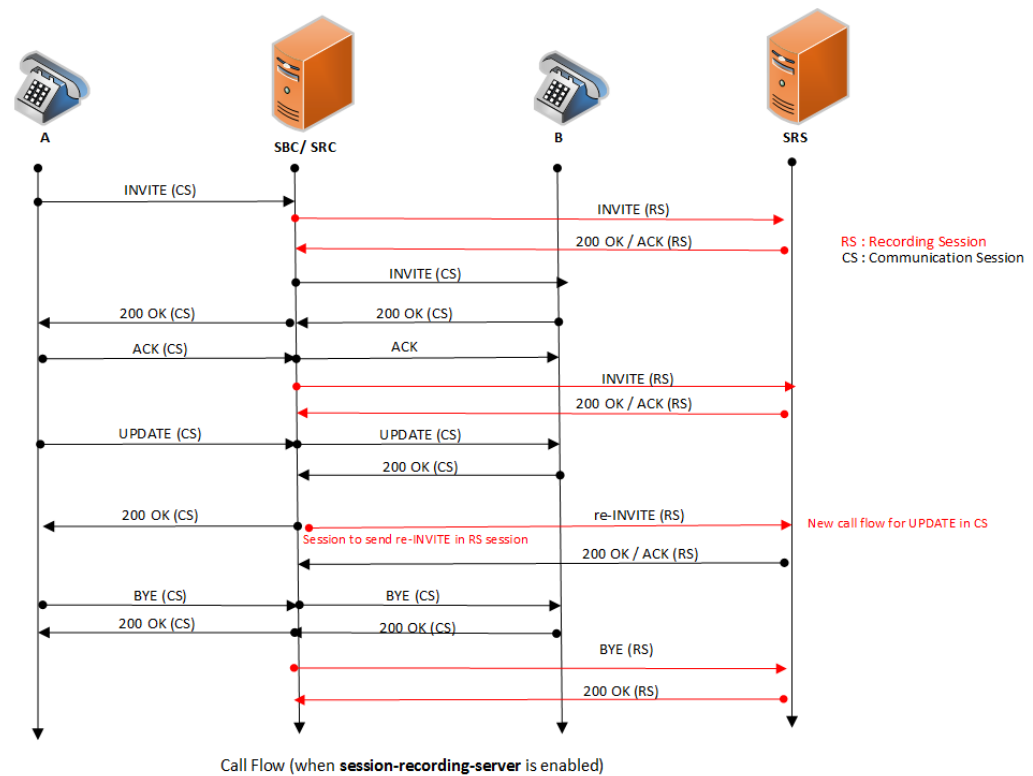 A
SBC/ SRC
B
SRS
INVITE (CS)
INVITE (RS)
200 OK / ACK (RS)
RS : Recording Session
CS : Communication Session
INVITE (CS)
200 OK (CS)
200 OK (CS)
ACK (CS)
ACK
INVITE (RS)
200 OK / ACK (RS)
UPDATE (CS)
UPDATE (CS)
200 OK (CS)
200 OK (CS)
re-INVITE (RS)
New call flow for UPDATE in CS
Session to send re-INVITE in RS session
200 OK / ACK (RS)
BYE (CS)
BYE (CS)
200 OK (CS)
200 OK (CS)
BYE (RS)
200 OK (RS)
Call Flow (when session-recording-server is enabled)